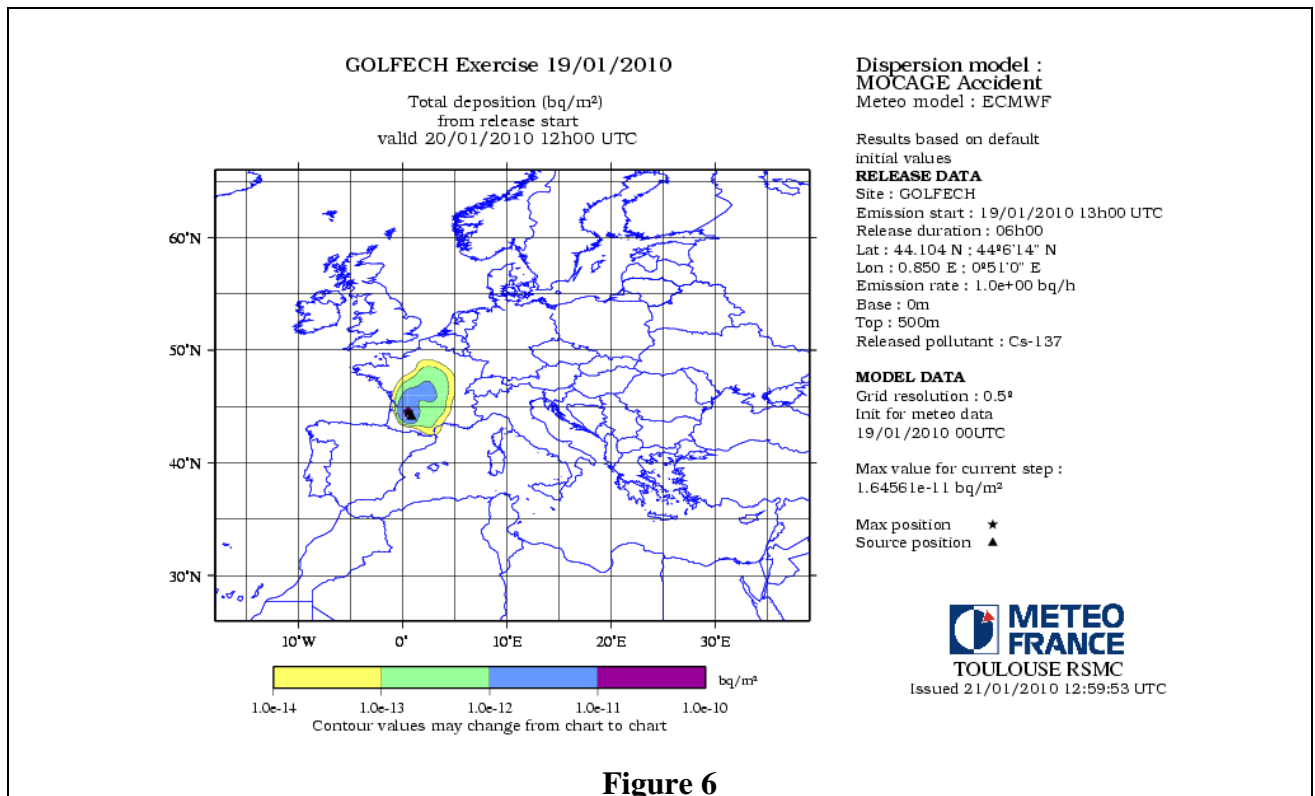 GOLFECH Exercise 19/01/2010
Total deposition (bq/m²)
from release start
valid 20/01/2010 12h00 UTC
60°N
50°N
40°N
30°N
10°W
0°
10°E
20°E
30°E
bq/m²
1.0e-14
1.0e-13
1.0e-12
1.0e-11
1.0e-10
Contour values may change from chart to chart
Dispersion model :
MOCAGE Accident
Meteo model : ECMWF
Results based on default
initial values
RELEASE DATA
Site : GOLFECH
Emission start : 19/01/2010 13h00 UTC
Release duration : 06h00
Lat : 44.104 N ; 44º6'14" N
Lon : 0.850 E ; 0º51'0" E
Emission rate : 1.0e+00 bq/h
Base : 0m
Top : 500m
Released pollutant : Cs-137
MODEL DATA
Grid resolution : 0.5º
Init for meteo data
19/01/2010 00UTC
Max value for current step :
1.64561e-11 bq/m²
Max position ★
Source position ▲
METEO
FRANCE
TOULOUSE RSMC
Issued 21/01/2010 12:59:53 UTC
Figure 6